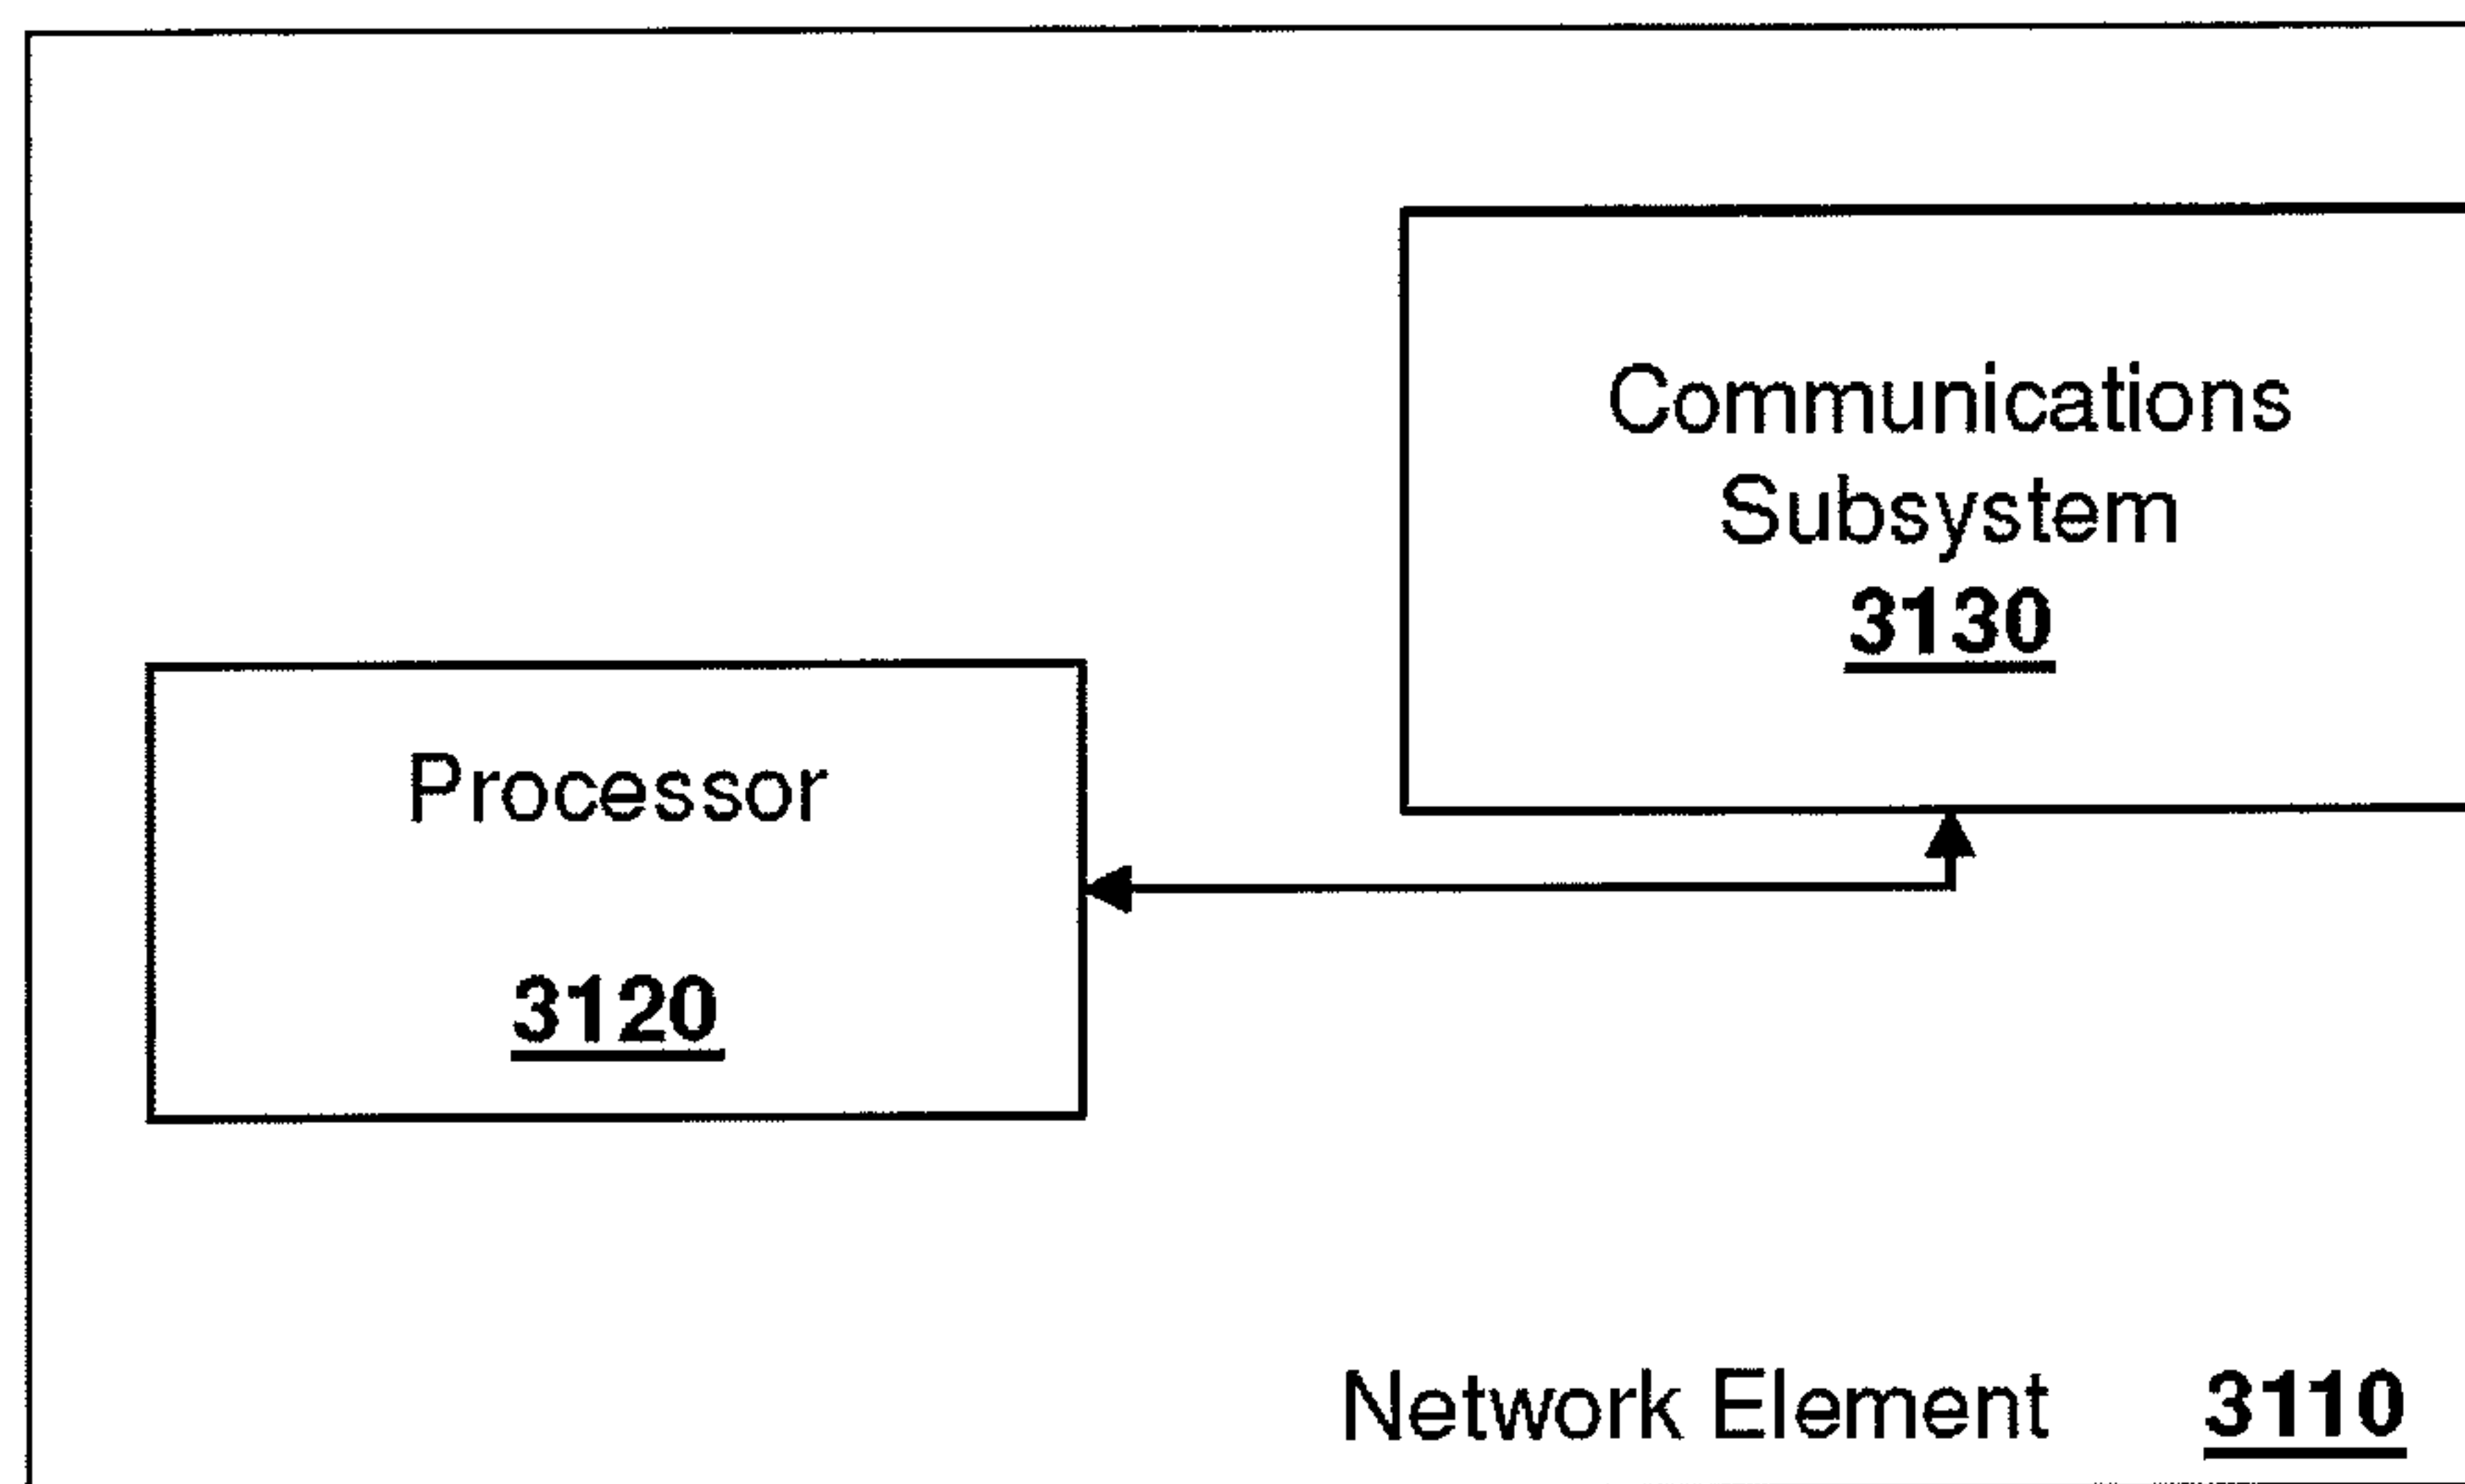 Communications
Subsystem
3130
Processor
3120
Network Element 3110